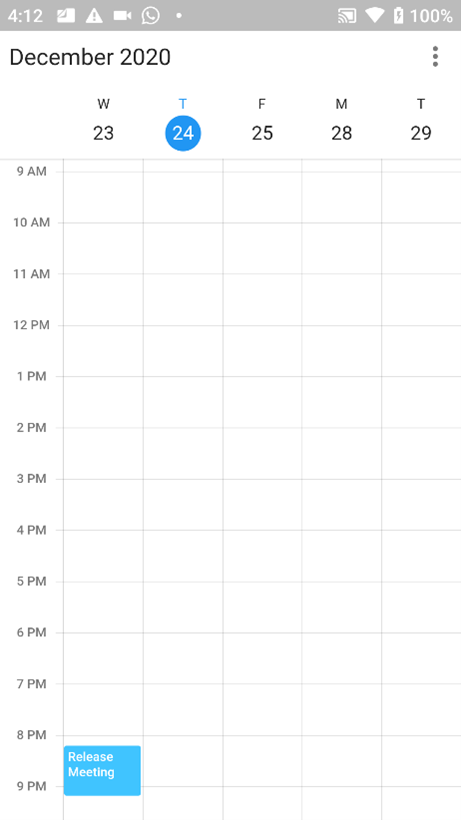 4:12 100%
December 2020
W T F M T
23 24 25 28 29
9 AM
10 AM
11 AM
12 PM
1 PM
2 PM
3 PM
4 PM
5 PM
6 PM
7 PM
8 PM
Release
Meeting
9 PM